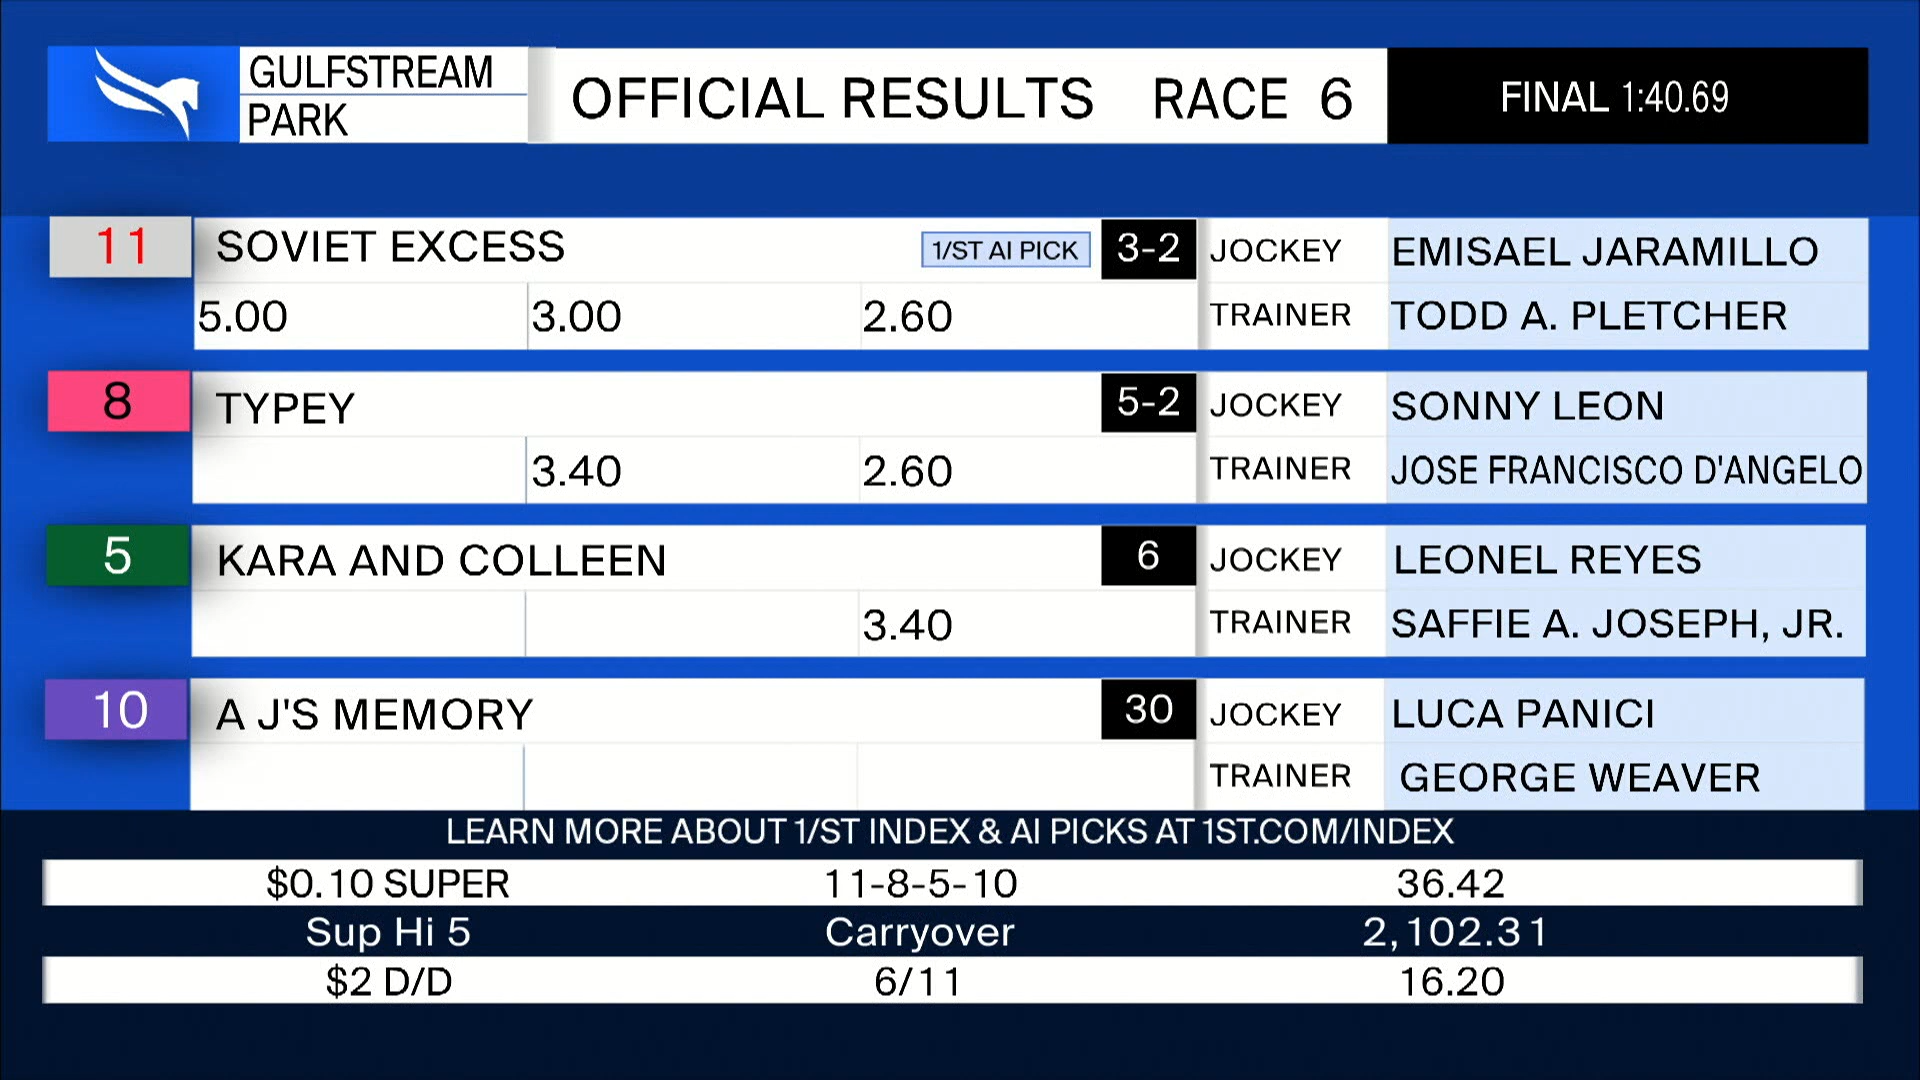 GULFSTREAM
PARK
OFFICIAL RESULTS RACE 6
FINAL 1:40.69
11 SOVIET EXCESS 1/ST AI PICK 3-2 JOCKEY EMISAEL JARAMILLO
5.00 3.00 2.60 TRAINER TODD A. PLETCHER
8 TYPEY 5-2 JOCKEY SONNY LEON
3.40 2.60 TRAINER JOSE FRANCISCO D'ANGELO
5 KARA AND COLLEEN 6 JOCKEY LEONEL REYES
3.40 TRAINER SAFFIE A. JOSEPH, JR.
10 A J'S MEMORY 30 JOCKEY LUCA PANICI
TRAINER GEORGE WEAVER
LEARN MORE ABOUT 1/ST INDEX & AI PICKS AT 1ST.COM/INDEX
$0.10 SUPER 11-8-5-10 36.42
Sup Hi 5 Carryover 2,102.31
$2 D/D 6/11 16.20